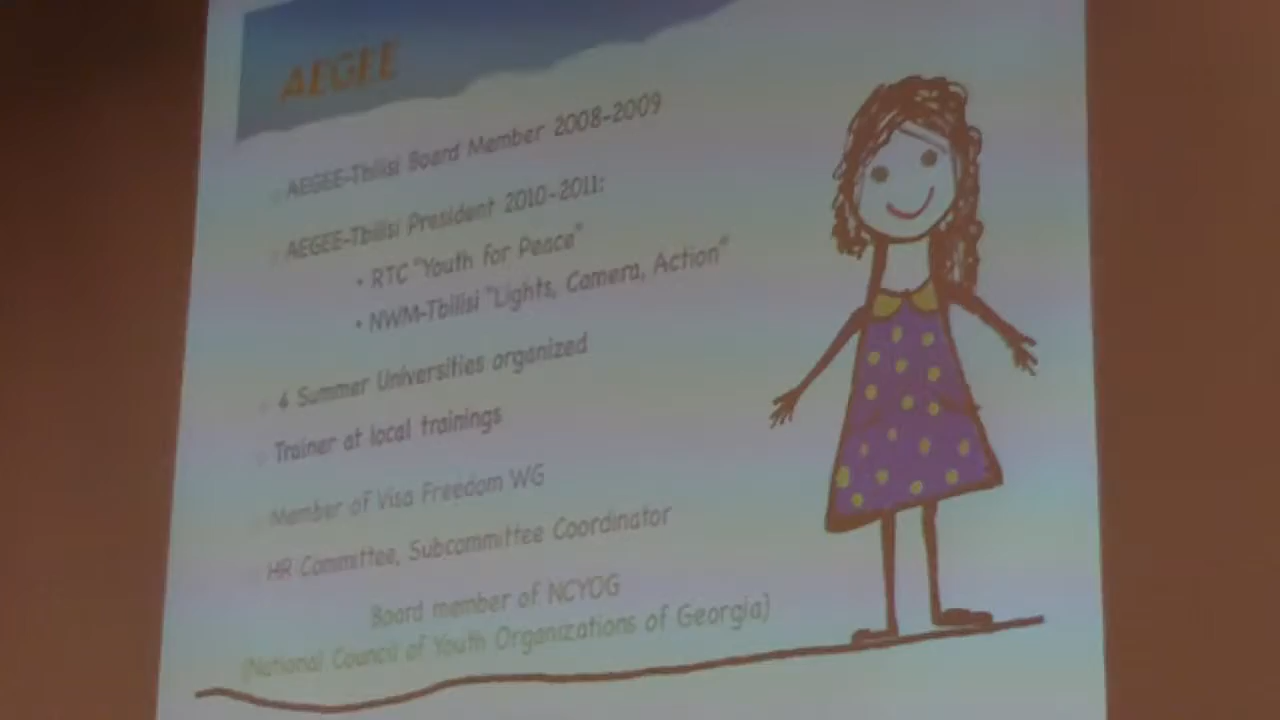 AEGEE
AEGEE-Tbilisi Board Member 2008-2009
AEGEE-Tbilisi President 2010-2011:
• RTC "Youth for Peace"
• NWM-Tbilisi "Lights, Camera, Action"
4 Summer Universities organized
Trainer at local trainings
Member of Visa Freedom WG
HR Committee, Subcommittee Coordinator
Board member of NCYOG
(National Council of Youth Organizations of Georgia)